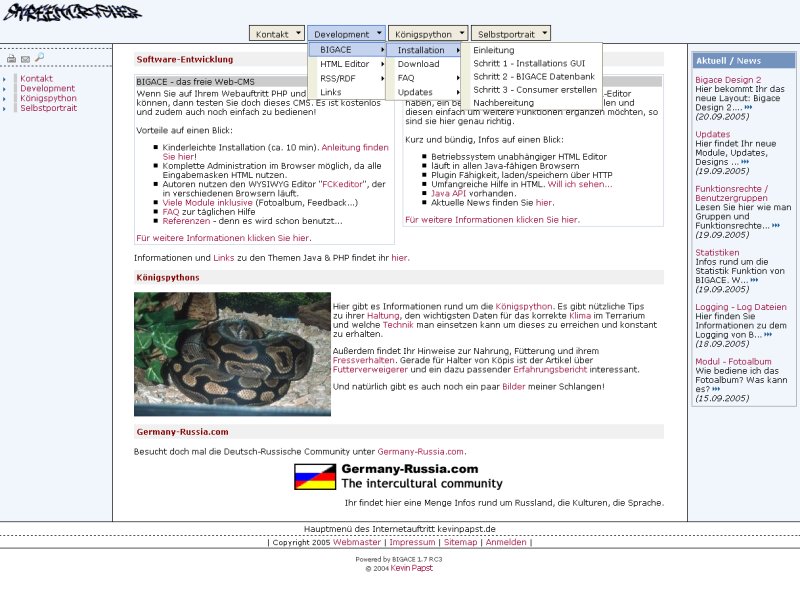 STREETCRUSHER
Kontakt
Development
Königspython
Selbstportrait
BIGACE
HTML Editor
RSS/RDF
Links
Installation
Download
FAQ
Updates
Einleitung
Schritt 1 - Installations GUI
Schritt 2 - BIGACE Datenbank
Schritt 3 - Consumer erstellen
Nachbereitung
Kontakt
Development
Königspython
Selbstportrait
Software-Entwicklung
BIGACE - das freie Web-CMS
Wenn Sie auf Ihrem Webauftritt PHP und
können, dann testen Sie doch dieses CMS. Es ist kostenlos
und zudem auch noch einfach zu bedienen!
Vorteile auf einen Blick:
Kinderleichte Installation (ca. 10 min). Anleitung finden
Sie hier!
Komplette Administration im Browser möglich, da alle
Eingabemasken HTML nutzen.
Autoren nutzen den WYSIWYG Editor "FCKeditor", der
in verschiedenen Browsern läuft.
Viele Module inklusive (Fotoalbum, Feedback...)
FAQ zur täglichen Hilfe
Referenzen - denn es wird schon benutzt...
Für weitere Informationen klicken Sie hier.
-Editor
haben, ein
und
diesen einfach um weitere Funktionen ergänzen möchten, so
sind sie hier genau richtig.
Kurz und bündig, Infos auf einen Blick:
Betriebssystem unabhängiger HTML Editor
läuft in allen Java-fähigen Browsern
Plugin Fähigkeit, laden/speichern über HTTP
Umfangreiche Hilfe in HTML. Will ich sehen...
Java API vorhanden.
Aktuelle News finden Sie hier.
Für weitere Informationen klicken Sie hier.
Informationen und Links zu den Themen Java & PHP findet ihr hier.
Königspythons
Hier gibt es Informationen rund um die Königspython. Es gibt nützliche Tips
zu ihrer Haltung, den wichtigsten Daten für das korrekte Klima im Terrarium
und welche Technik man einsetzen kann um dieses zu erreichen und konstant
zu erhalten.
Außerdem findet Ihr Hinweise zur Nahrung, Fütterung und ihrem
Fressverhalten. Gerade für Halter von Köpis ist der Artikel über
Futterverweigerer und ein dazu passender Erfahrungsbericht interessant.
Und natürlich gibt es auch noch ein paar Bilder meiner Schlangen!
Germany-Russia.com
Besucht doch mal die Deutsch-Russische Community unter Germany-Russia.com.
Germany-Russia.com
The intercultural community
Ihr findet hier eine Menge Infos rum um Russland, die Kulturen, die Sprache.
Aktuell / News
Bigace Design 2
Hier bekommt Ihr das
neue Layout: Bigace
Design 2....
(20.09.2005)
Updates
Hier findet Ihr neue
Module, Updates,
Designs ...
(19.09.2005)
Funktionsrechte /
Benutzergruppen
Lesen Sie hier wie man
Gruppen und
Funktionsrechte...
(19.09.2005)
Statistiken
Infos rund um die
Statistik Funktion von
BIGACE. W...
(19.09.2005)
Logging - Log Dateien
Hier finden Sie
Informationen zu dem
Logging von B...
(18.09.2005)
Modul - Fotoalbum
Wie bediene ich das
Fotoalbum? Was kann
es?
(15.09.2005)
Hauptmenü des Internetauftritt kevinpapst.de
| Copyright 2005 Webmaster | Impressum | Sitemap | Anmelden |
Powered by BIGACE 1.7 RC3
© 2004 Kevin Papst